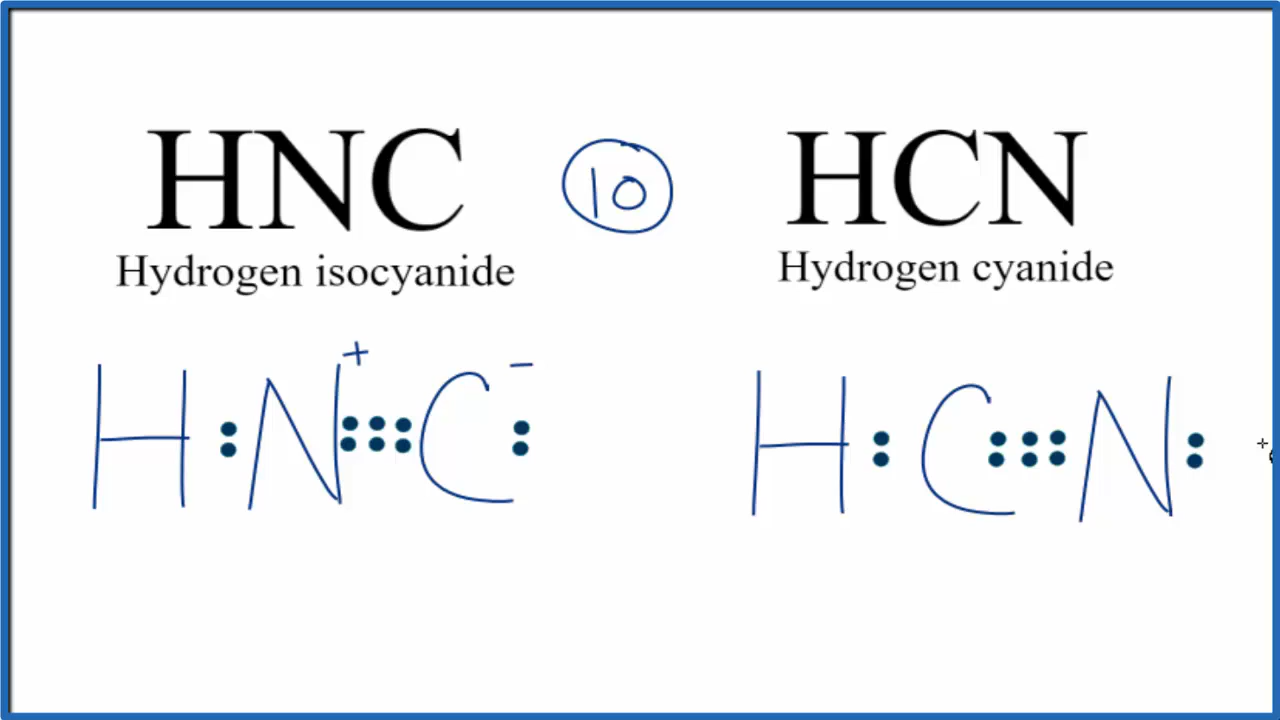 HNC
Hydrogen isocyanide
10
HCN
Hydrogen cyanide
H : N⁺ ::: C⁻ :
H : C ::: N :